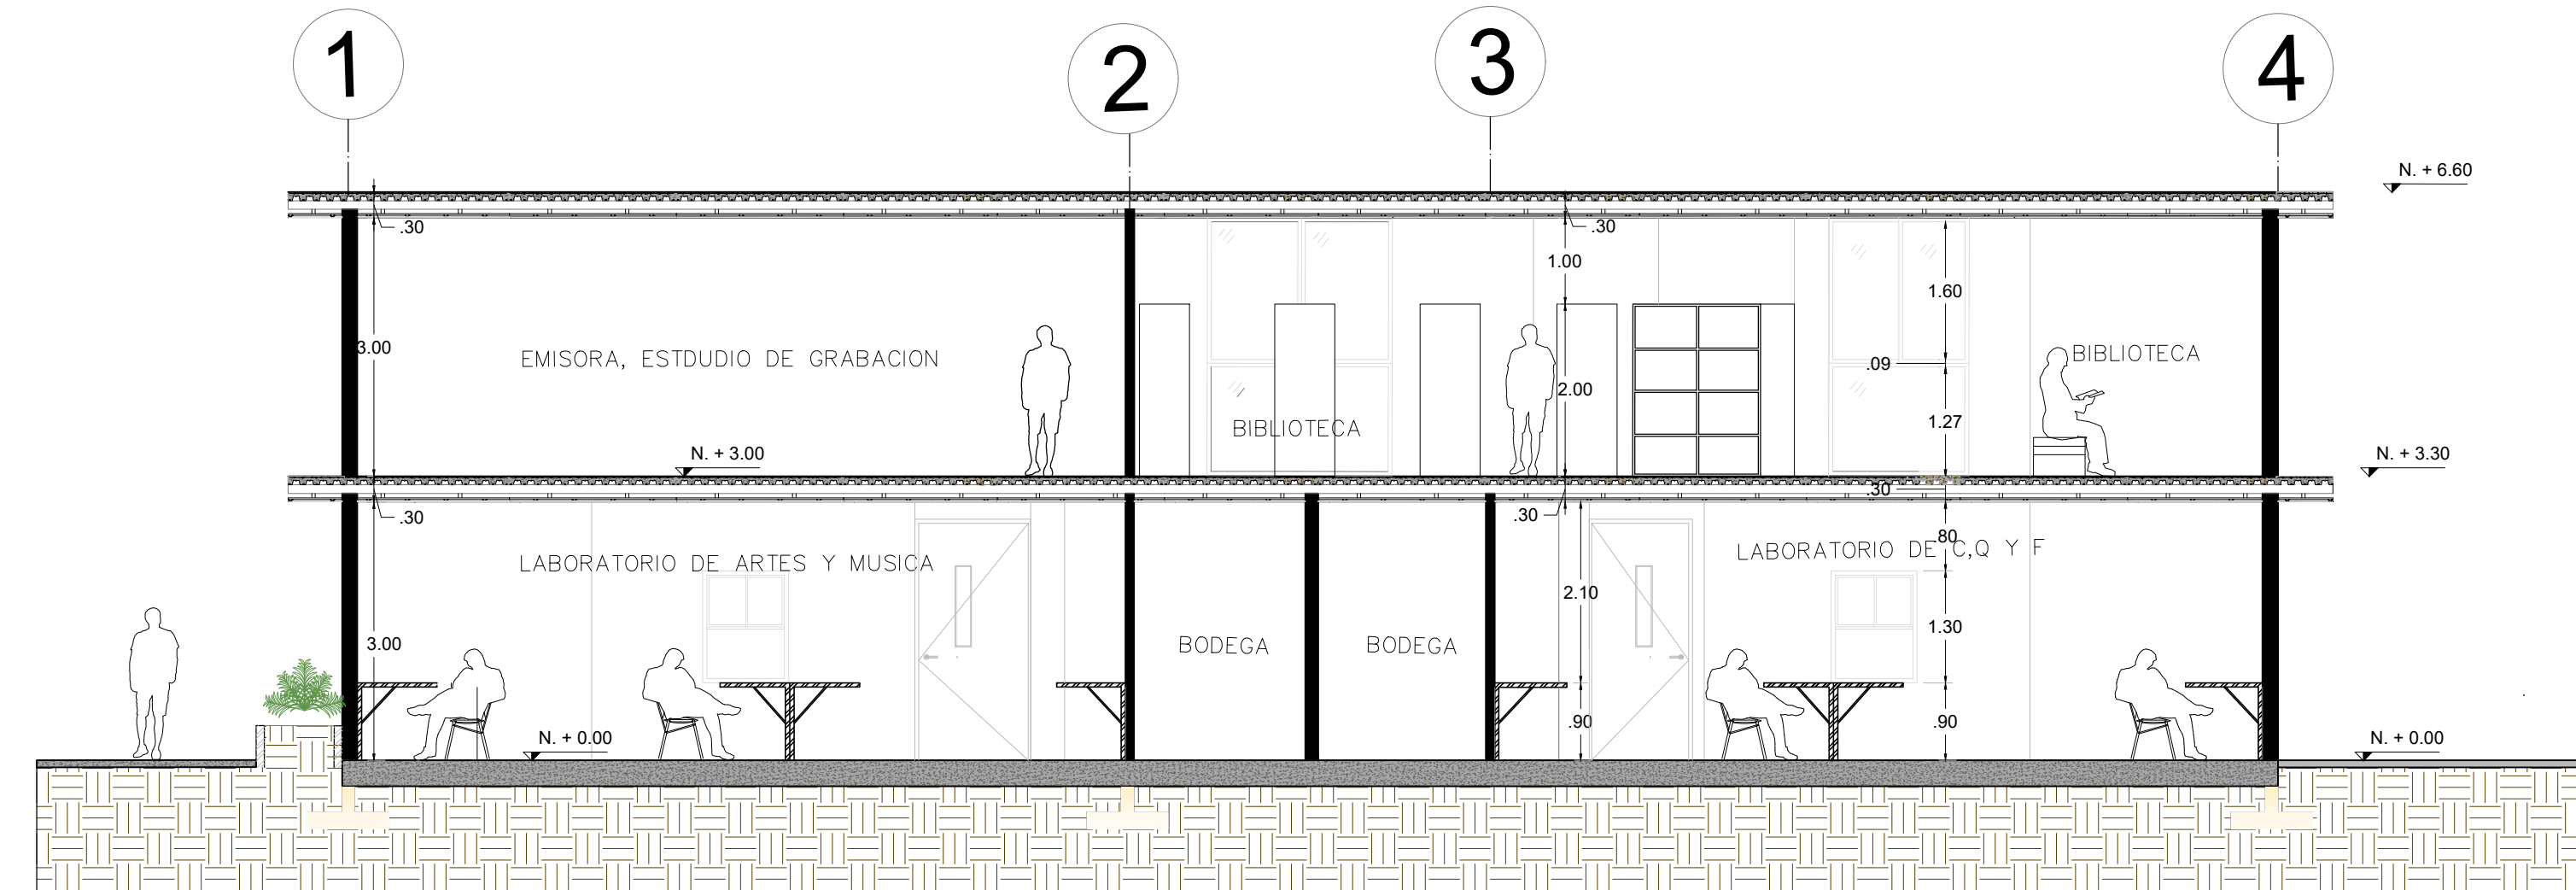 1
2
3
4
N. + 6.60
.30
.30
1.00
1.60
3.00
EMISORA, ESTDUDIO DE GRABACION
BIBLIOTECA
.09
2.00
1.27
BIBLIOTECA
N. + 3.00
N. + 3.30
.30
.30
.30
LABORATORIO DE ARTES Y MUSICA
.80
LABORATORIO DE C,Q Y F
2.10
1.30
3.00
BODEGA
BODEGA
.90
.90
N. + 0.00
N. + 0.00